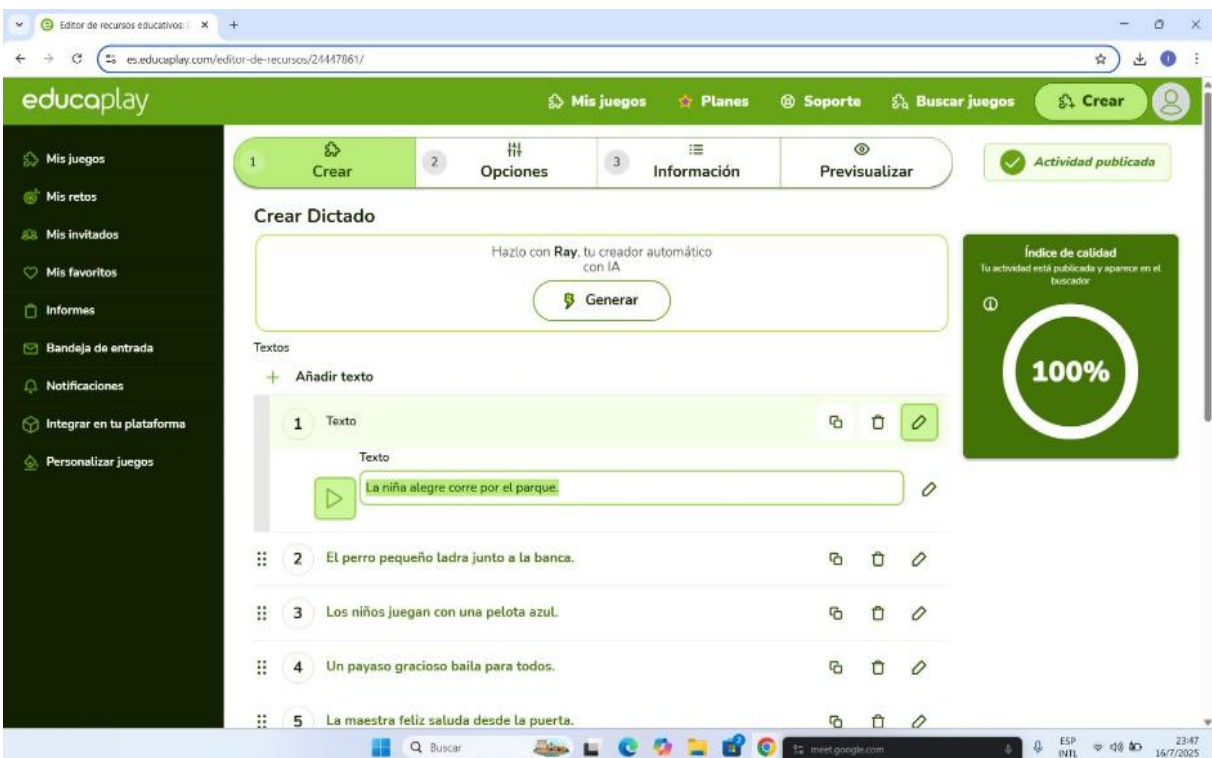 Editor de recursos educativos:
es.educaplay.com/editor-de-recursos/24447861/
educaplay
Mis juegos
Planes
Soporte
Buscar juegos
Crear
Mis juegos
Mis retos
Mis invitados
Mis favoritos
Informes
Bandeja de entrada
Notificaciones
Integrar en tu plataforma
Personalizar juegos
1 Crear
2 Opciones
3 Información
Previsualizar
Actividad publicada
Crear Dictado
Hazlo con Ray, tu creador automático
con IA
Generar
Índice de calidad
Tu actividad está publicada y aparece en el
buscador
100%
Textos
+ Añadir texto
1 Texto
Texto
La niña alegre corre por el parque.
2 El perro pequeño ladra junto a la banca.
3 Los niños juegan con una pelota azul.
4 Un payaso gracioso baila para todos.
5 La maestra feliz saluda desde la puerta.
Buscar
meet.google.com
ESP
INTL
23:47
16/7/2025